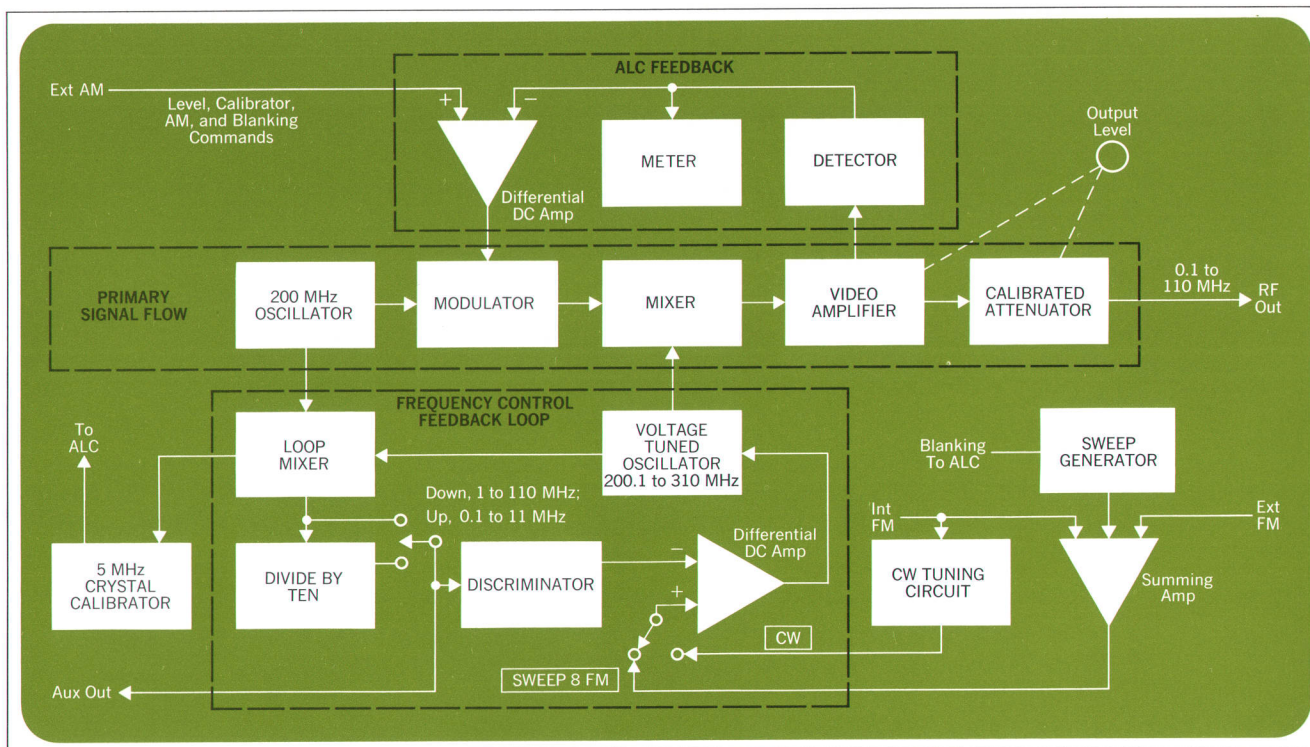 ALC FEEDBACK
Ext AM
Level, Calibrator,
AM, and Blanking
Commands
+
−
Differential
DC Amp
METER
DETECTOR
Output
Level
PRIMARY
SIGNAL FLOW
200 MHz
OSCILLATOR
MODULATOR
MIXER
VIDEO
AMPLIFIER
CALIBRATED
ATTENUATOR
0.1 to
110 MHz
RF
Out
FREQUENCY CONTROL
FEEDBACK LOOP
To
ALC
LOOP
MIXER
VOLTAGE
TUNED
OSCILLATOR
200.1 to 310 MHz
Blanking
To ALC
SWEEP
GENERATOR
Down, 1 to 110 MHz;
Up, 0.1 to 11 MHz
Int
FM
Ext
FM
5 MHz
CRYSTAL
CALIBRATOR
DIVIDE BY
TEN
DISCRIMINATOR
−
+
Differential
DC Amp
CW TUNING
CIRCUIT
Summing
Amp
CW
SWEEP 8 FM
Aux Out